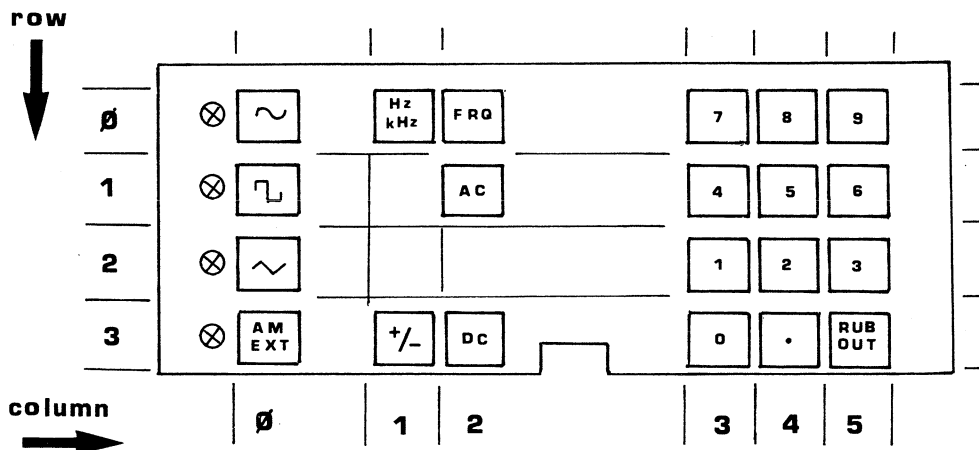 row
Ø Hz kHz FRQ 7 8 9
1 AC 4 5 6
2 1 2 3
3 AM EXT +/- DC 0 . RUB OUT
column
Ø 1 2 3 4 5